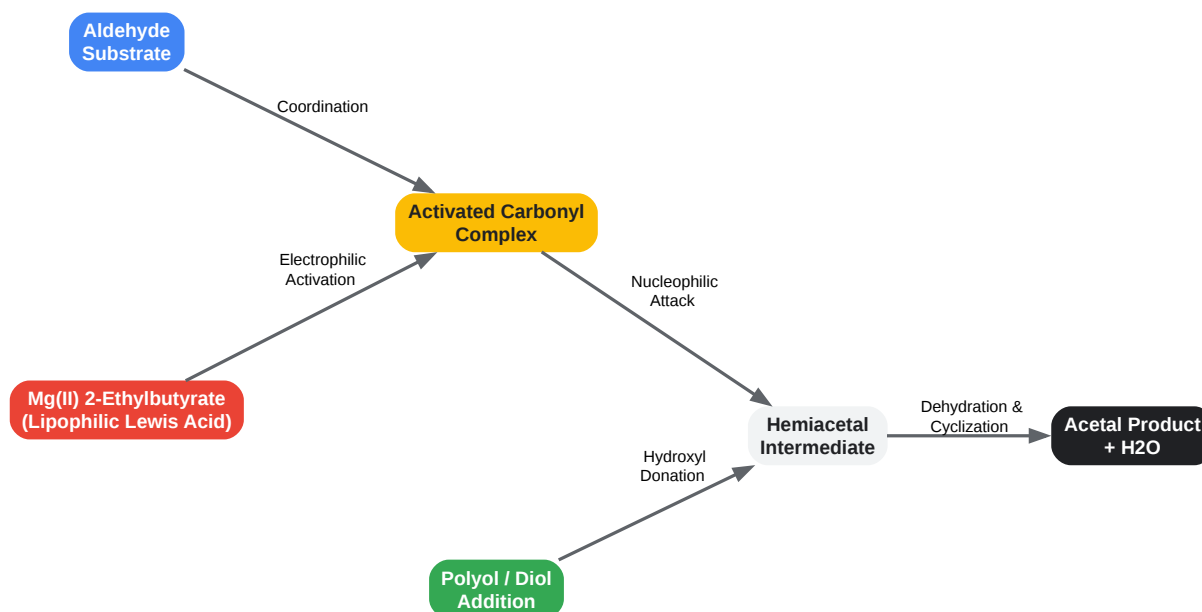 Aldehyde
Substrate
Coordination
Activated Carbonyl
Complex
Electrophilic
Activation
Nucleophilic
Attack
Mg(II) 2-Ethylbutyrate
(Lipophilic Lewis Acid)
Hemiacetal
Intermediate
Dehydration &
Cyclization
Acetal Product
+ H2O
Hydroxyl
Donation
Polyol / Diol
Addition